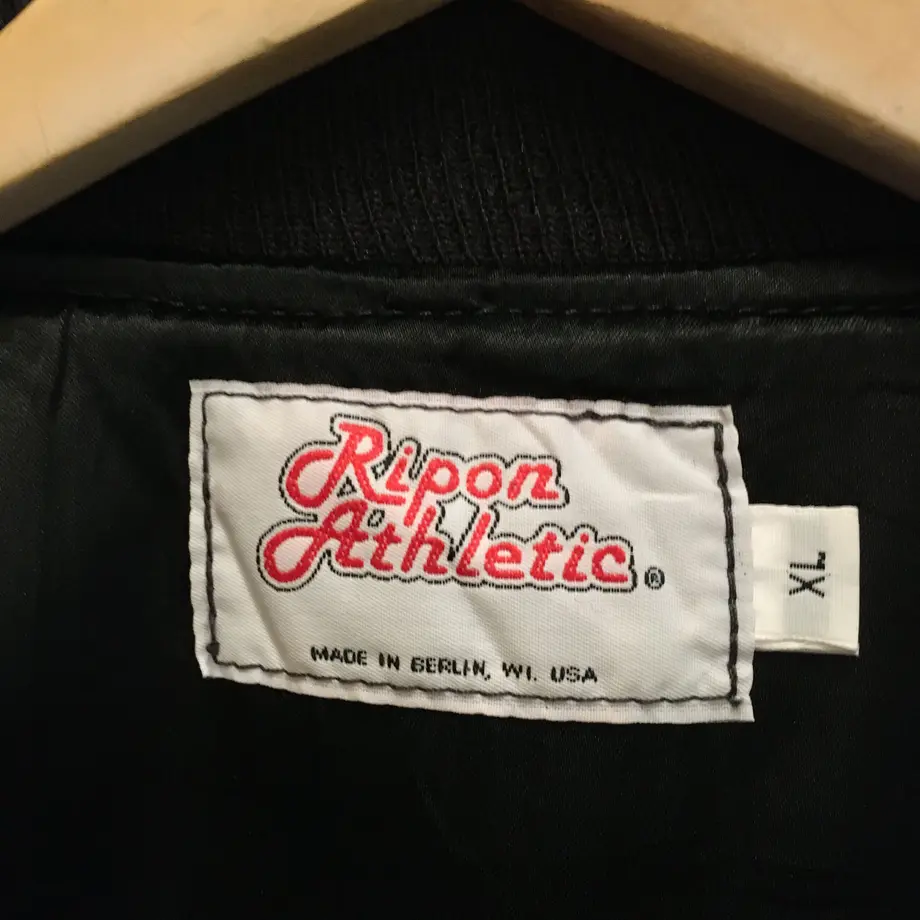 Ripon
Athletic ®
MADE IN BERLIN, WI. USA
XL